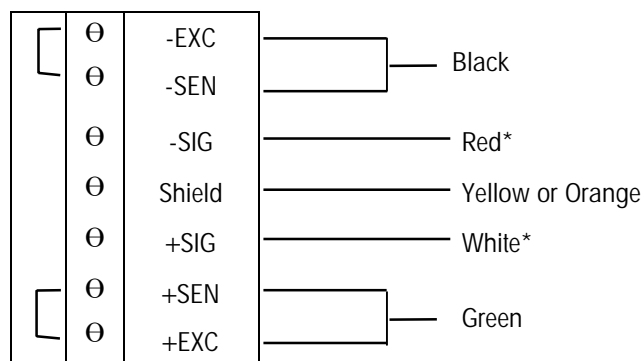 Ө -EXC
Black
Ө -SEN
Ө -SIG Red*
Ө Shield Yellow or Orange
Ө +SIG White*
Ө +SEN
Green
Ө +EXC